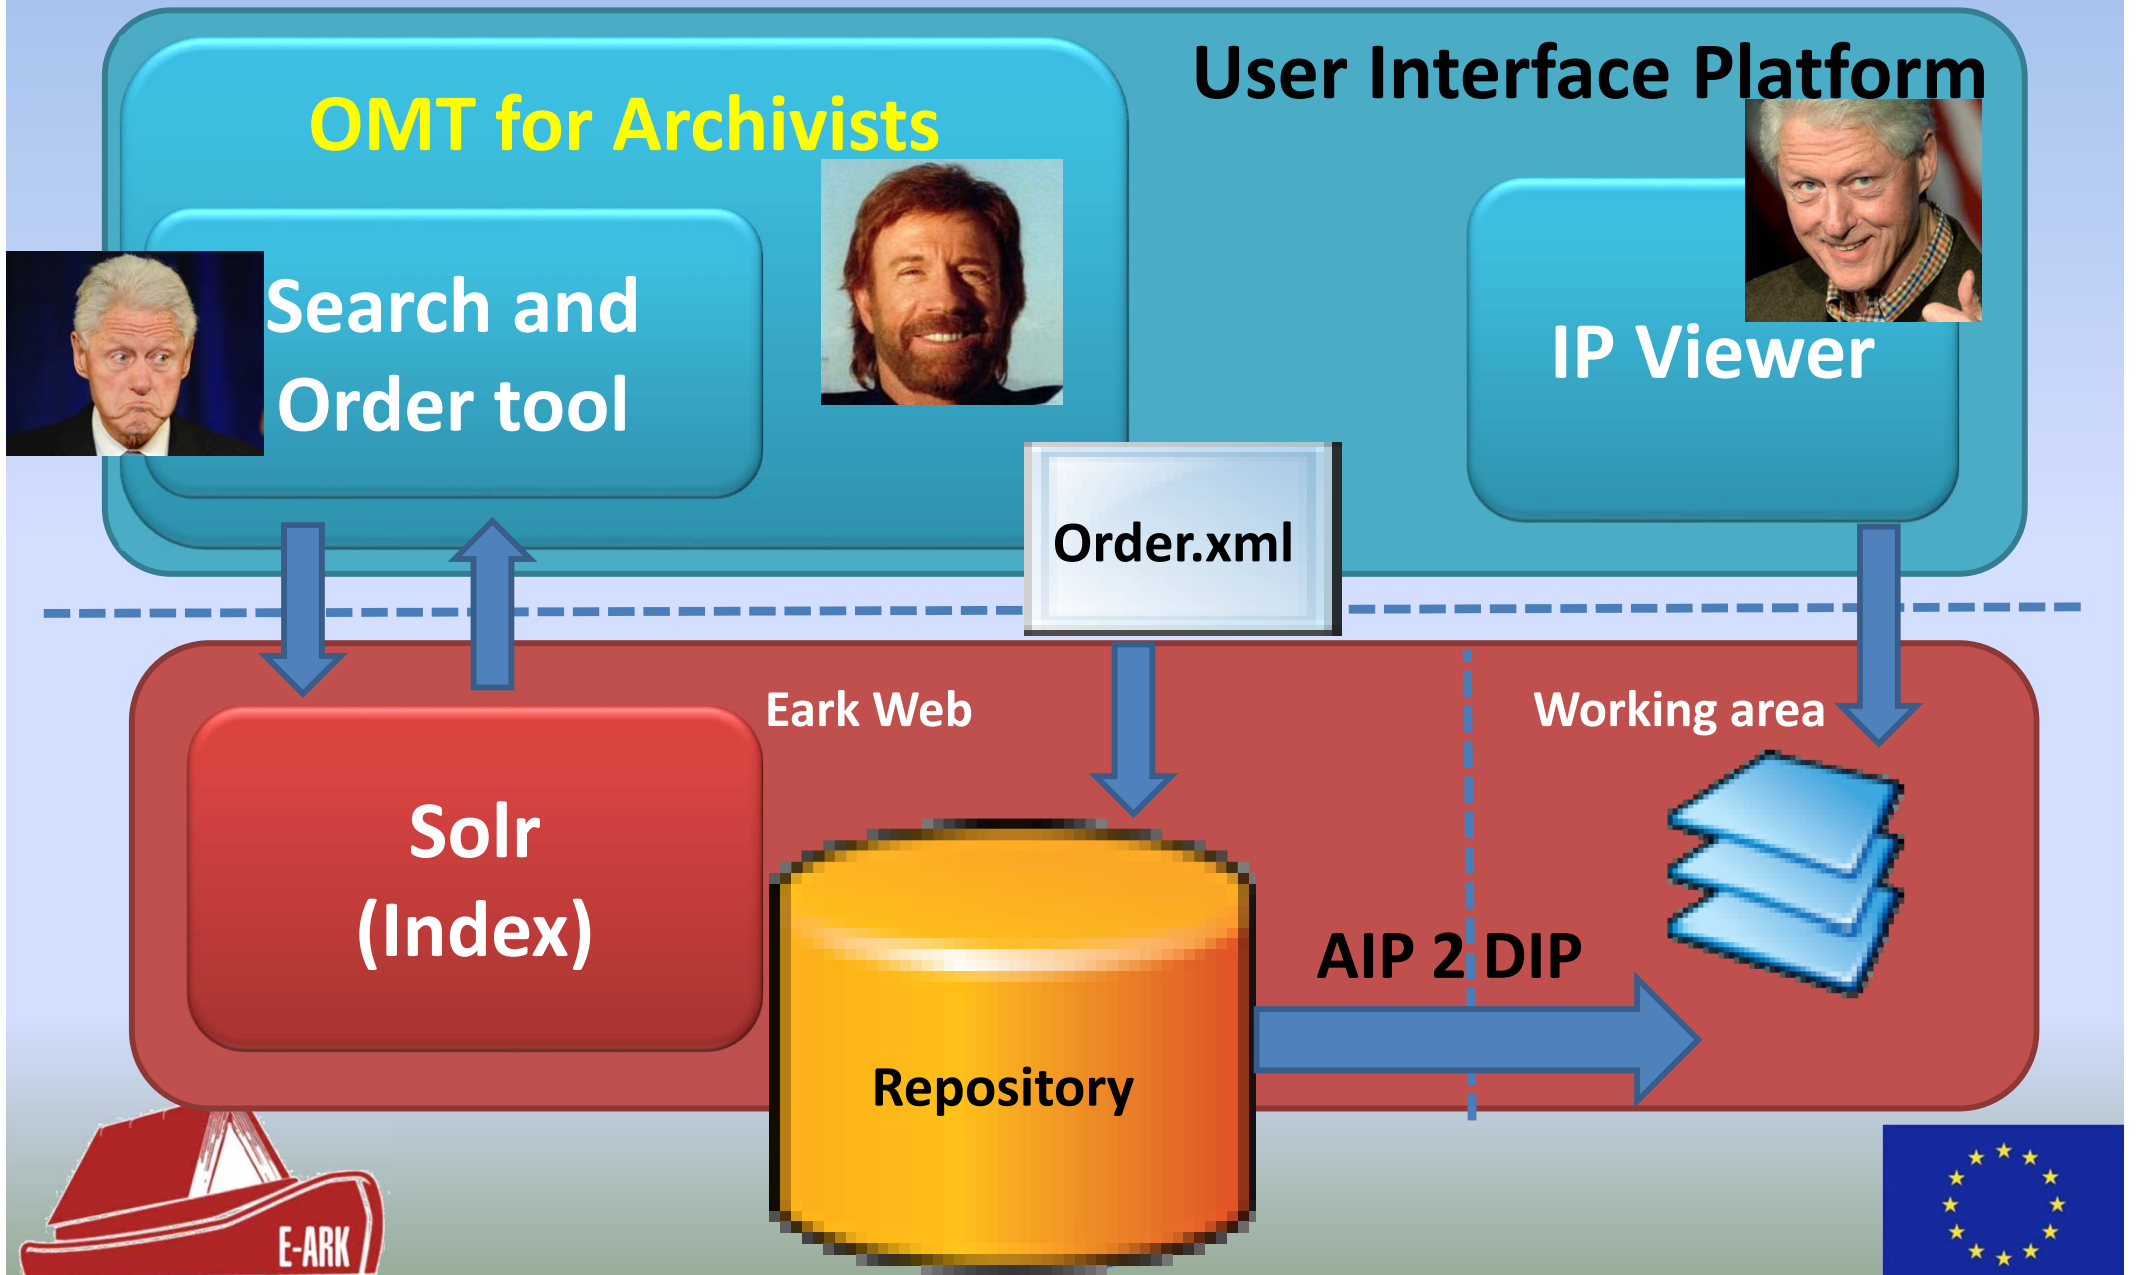 User Interface Platform
OMT for Archivists
Search and
Order tool
IP Viewer
Order.xml
Eark Web
Working area
Solr
(Index)
AIP 2 DIP
Repository
E-ARK